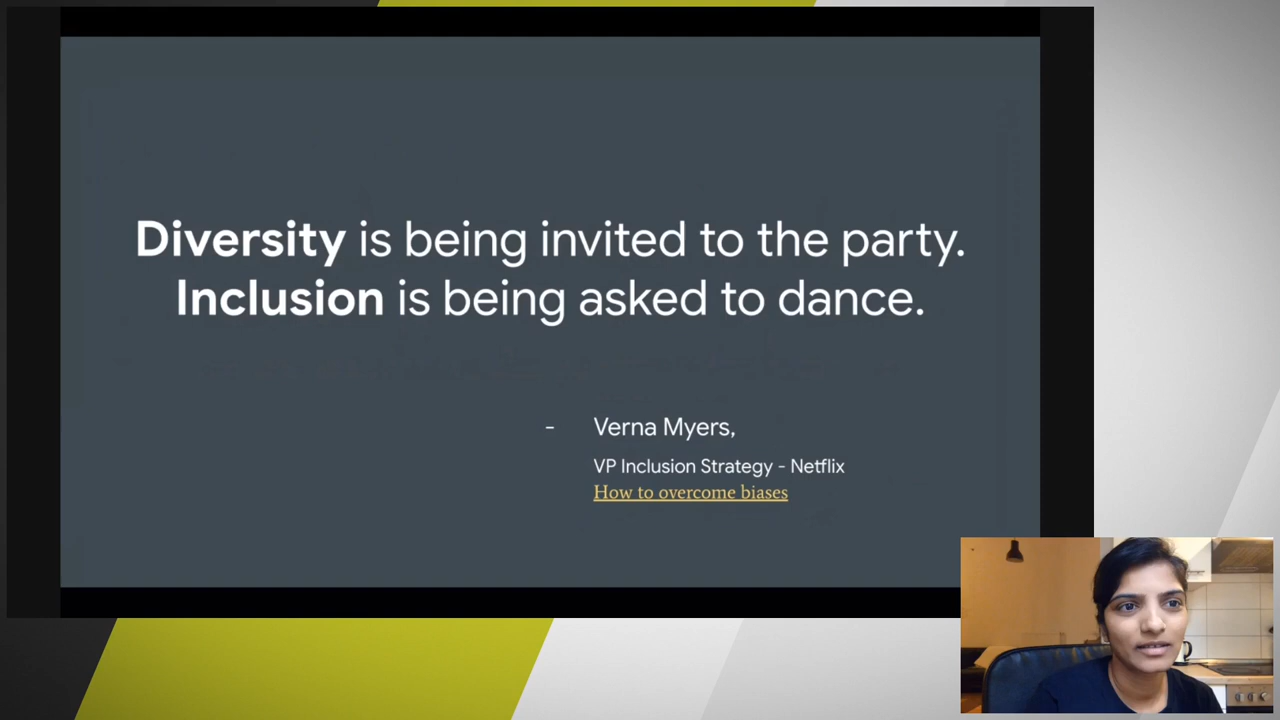 Diversity is being invited to the party.
Inclusion is being asked to dance.
- Verna Myers,
VP Inclusion Strategy - Netflix
How to overcome biases